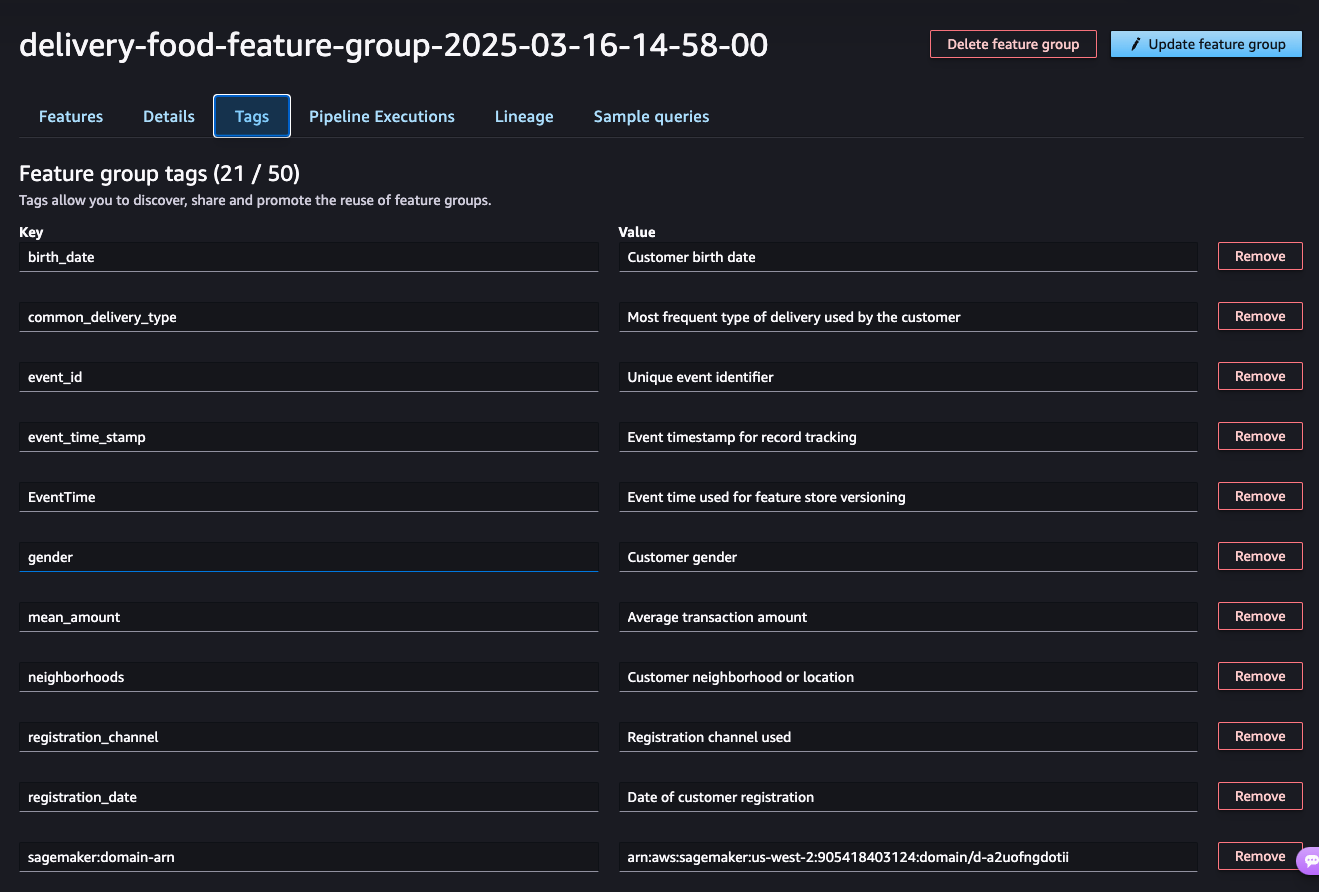 delivery-food-feature-group-2025-03-16-14-58-00
Delete feature group
Update feature group
Features Details Tags Pipeline Executions Lineage Sample queries
Feature group tags (21 / 50)
Tags allow you to discover, share and promote the reuse of feature groups.
Key Value
birth_date Customer birth date Remove
common_delivery_type Most frequent type of delivery used by the customer Remove
event_id Unique event identifier Remove
event_time_stamp Event timestamp for record tracking Remove
EventTime Event time used for feature store versioning Remove
gender Customer gender Remove
mean_amount Average transaction amount Remove
neighborhoods Customer neighborhood or location Remove
registration_channel Registration channel used Remove
registration_date Date of customer registration Remove
sagemaker:domain-arn arn:aws:sagemaker:us-west-2:905418403124:domain/d-a2uofngdotii Remove